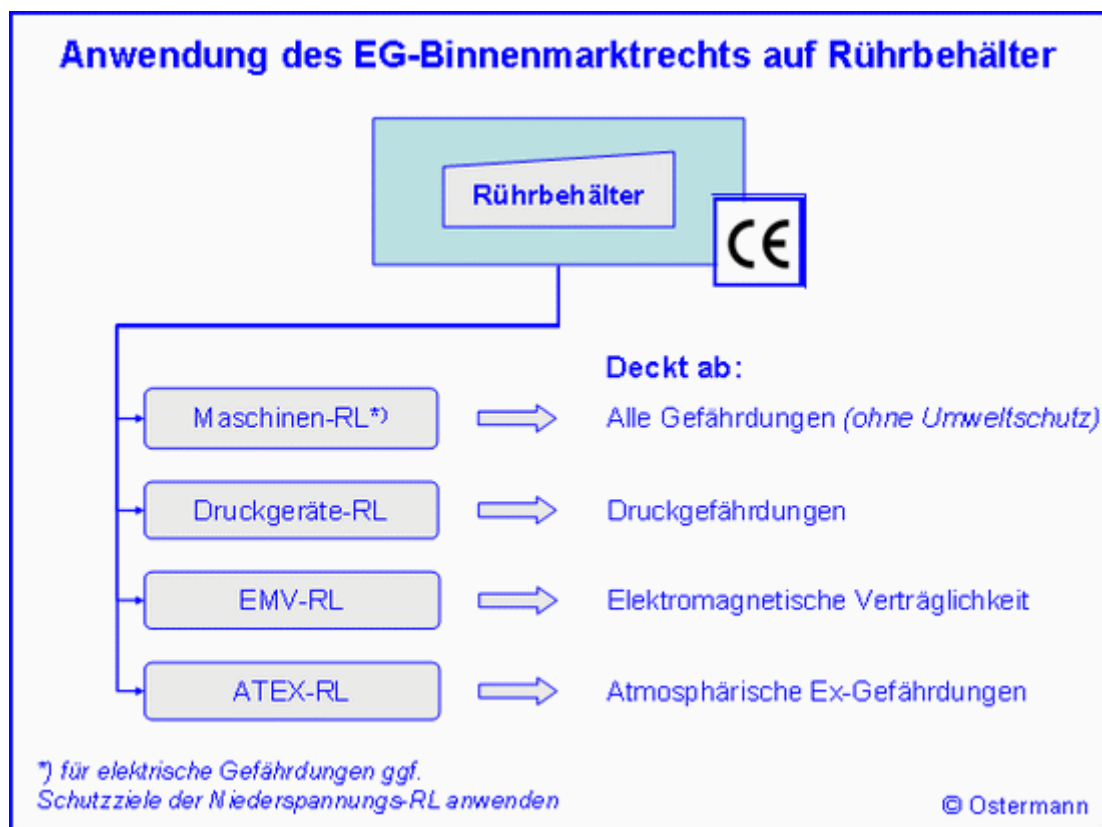 Anwendung des EG-Binnenmarktrechts auf Rührbehälter
Rührbehälter
CE
Deckt ab:
Maschinen-RL*)
Alle Gefährdungen (ohne Umweltschutz)
Druckgeräte-RL
Druckgefährdungen
EMV-RL
Elektromagnetische Verträglichkeit
ATEX-RL
Atmosphärische Ex-Gefährdungen
*) für elektrische Gefährdungen ggf.
Schutzziele der Niederspannungs-RL anwenden
© Ostermann